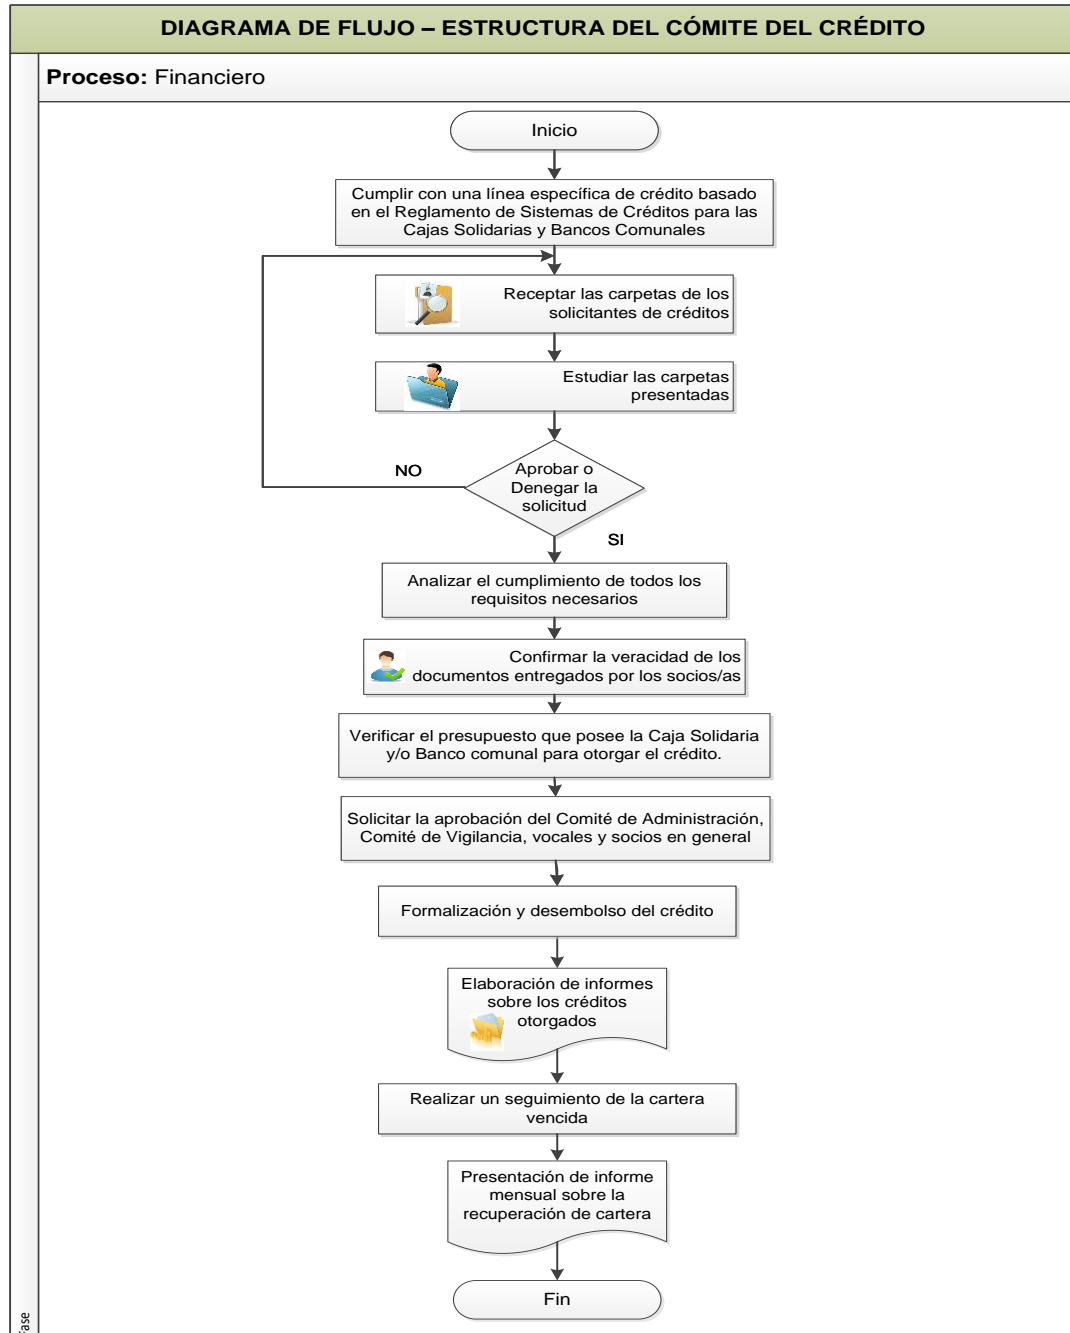 DIAGRAMA DE FLUJO – ESTRUCTURA DEL CÓMITE DEL CRÉDITO
Proceso: Financiero
Inicio
Cumplir con una línea específica de crédito basado
en el Reglamento de Sistemas de Créditos para las
Cajas Solidarias y Bancos Comunales
Receptar las carpetas de los
solicitantes de créditos
Estudiar las carpetas
presentadas
NO
Aprobar o
Denegar la
solicitud
SI
Analizar el cumplimiento de todos los
requisitos necesarios
Confirmar la veracidad de los
documentos entregados por los socios/as
Verificar el presupuesto que posee la Caja Solidaria
y/o Banco comunal para otorgar el crédito.
Solicitar la aprobación del Comité de Administración,
Comité de Vigilancia, vocales y socios en general
Formalización y desembolso del crédito
Elaboración de informes
sobre los créditos
otorgados
Realizar un seguimiento de la cartera
vencida
Presentación de informe
mensual sobre la
recuperación de cartera
Fin
Fase